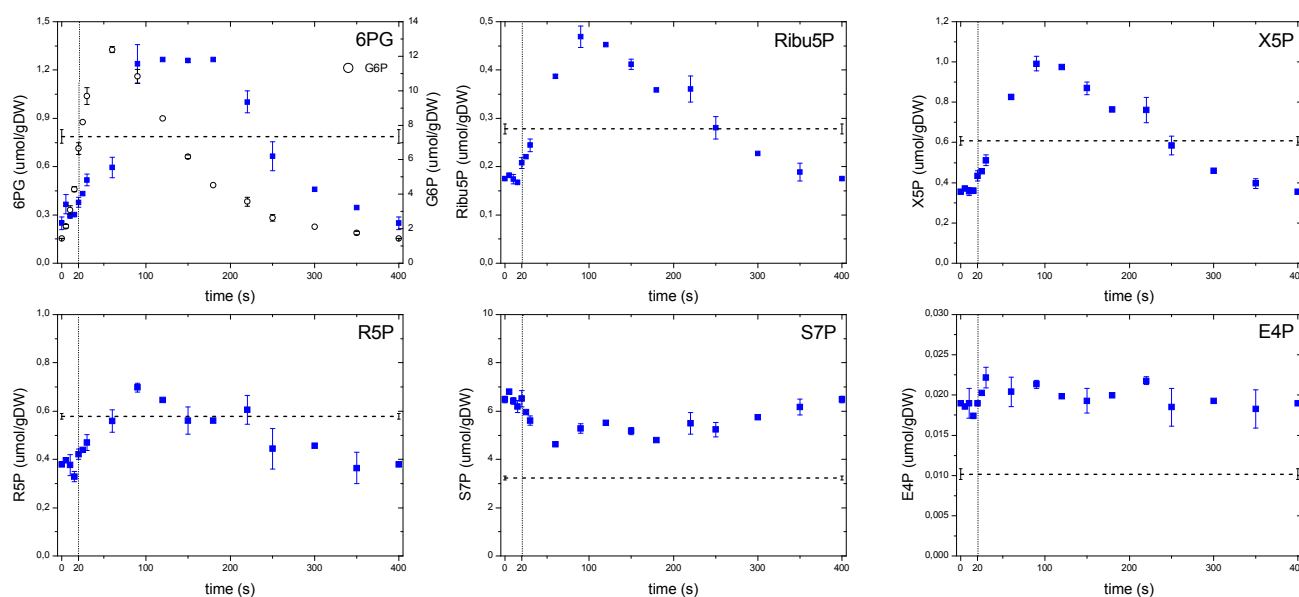 6PG
G6P
6PG (umol/gDW)
G6P (umol/gDW)
1,5
1,2
0,9
0,6
0,3
0,0
14
12
10
8
6
4
2
0
0 20 100 200 300 400
time (s)
Ribu5P
Ribu5P (umol/gDW)
0,5
0,4
0,3
0,2
0,1
0,0
0 20 100 200 300 400
time (s)
X5P
X5P (umol/gDW)
1,2
1,0
0,8
0,6
0,4
0,2
0,0
0 20 100 200 300 400
time (s)
R5P
R5P (umol/gDW)
1,0
0,8
0,6
0,4
0,2
0,0
0 20 100 200 300 400
time (s)
S7P
S7P (umol/gDW)
10
8
6
4
2
0
0 20 100 200 300 400
time (s)
E4P
E4P (umol/gDW)
0,030
0,025
0,020
0,015
0,010
0,005
0,000
0 20 100 200 300 400
time (s)